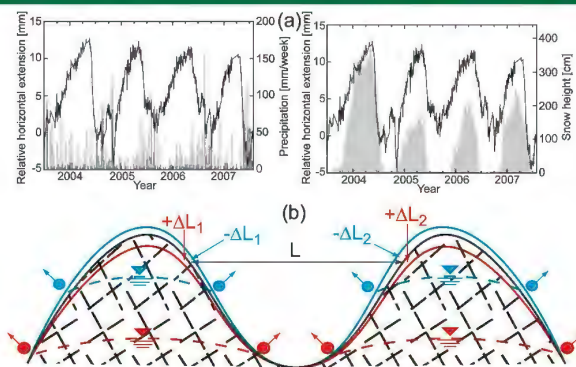 (a)
Relative horizontal extension [mm]
15
10
5
0
-5
200
150
100
50
0
Precipitation [mm/week]
2004 2005 2006 2007
Year
Relative horizontal extension [mm]
15
10
5
0
-5
400
300
200
100
0
Snow height [cm]
2004 2005 2006 2007
Year
(b)
+ΔL1
-ΔL1
L
-ΔL2
+ΔL2